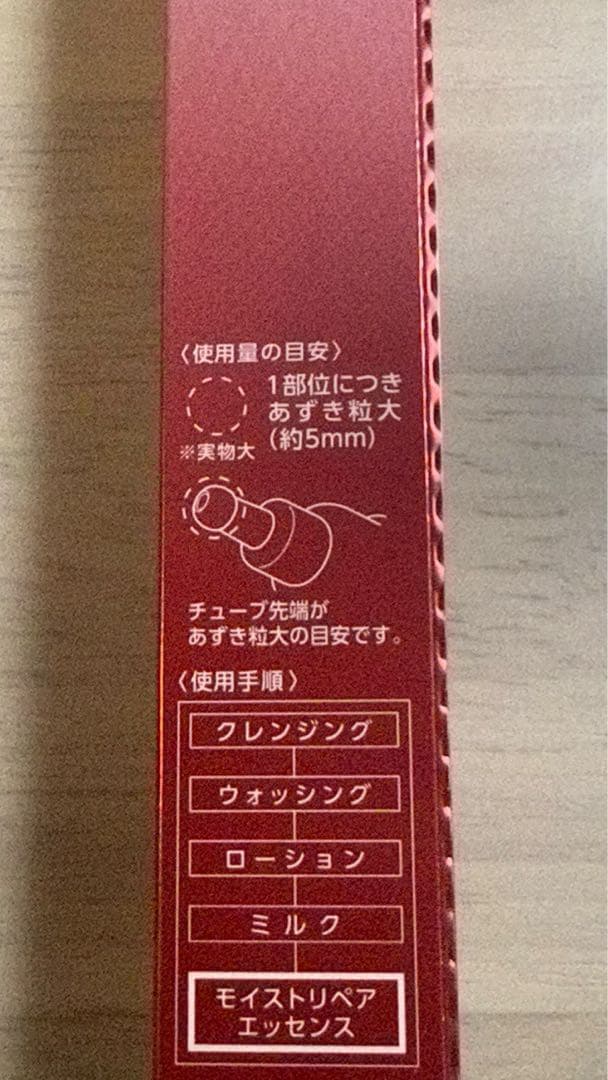 〈使用量の目安〉
1部位につき
あずき粒大
(約5mm)
※実物大
チューブ先端が
あずき粒大の目安です。
〈使用手順〉
クレンジング
ウォッシング
ローション
ミルク
モイストリペア
エッセンス